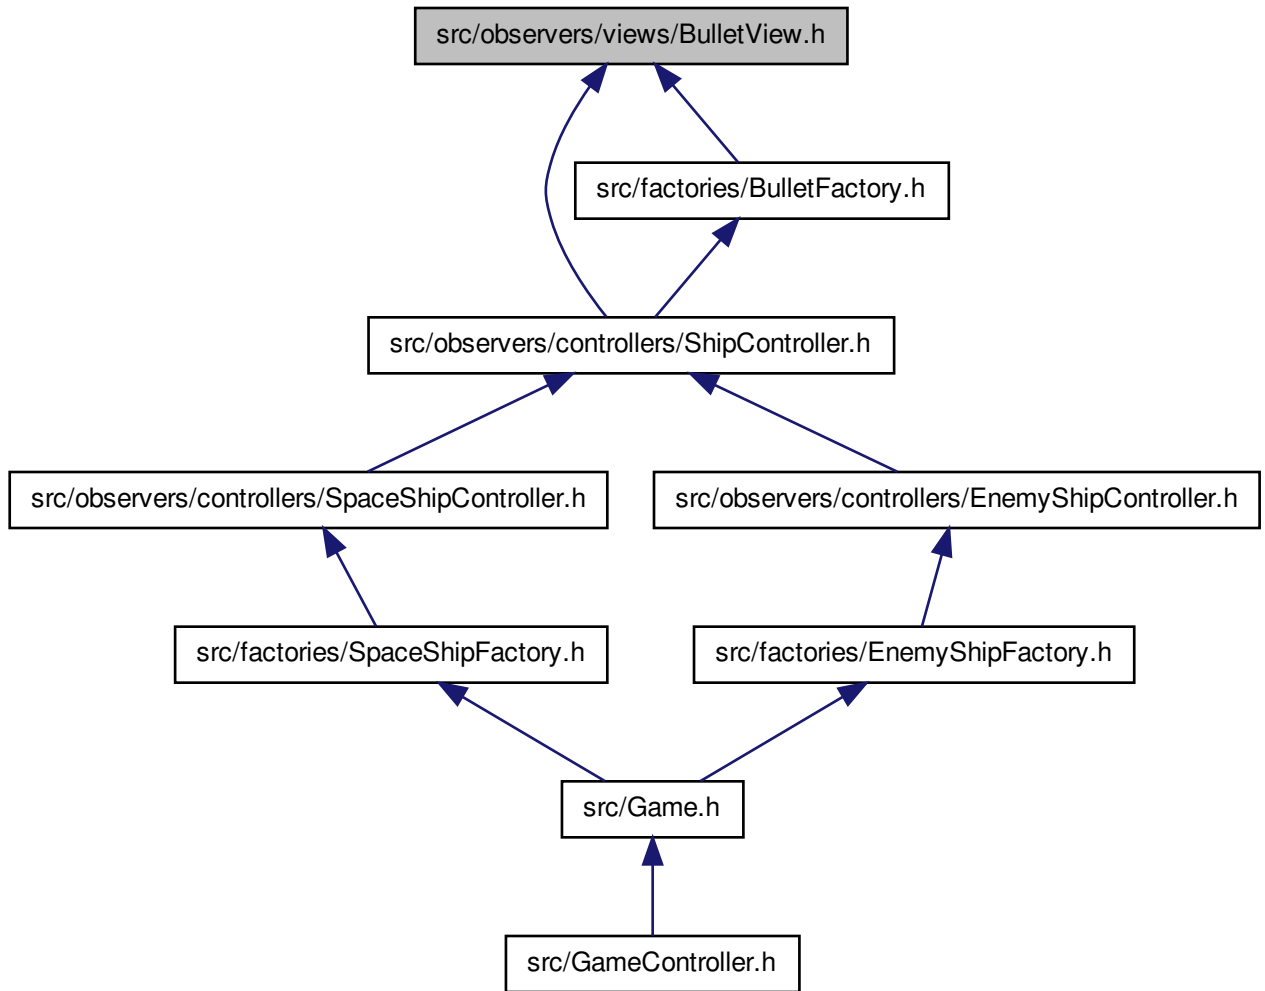 src/observers/views/BulletView.h
src/factories/BulletFactory.h
src/observers/controllers/ShipController.h
src/observers/controllers/SpaceShipController.h
src/observers/controllers/EnemyShipController.h
src/factories/SpaceShipFactory.h
src/factories/EnemyShipFactory.h
src/Game.h
src/GameController.h